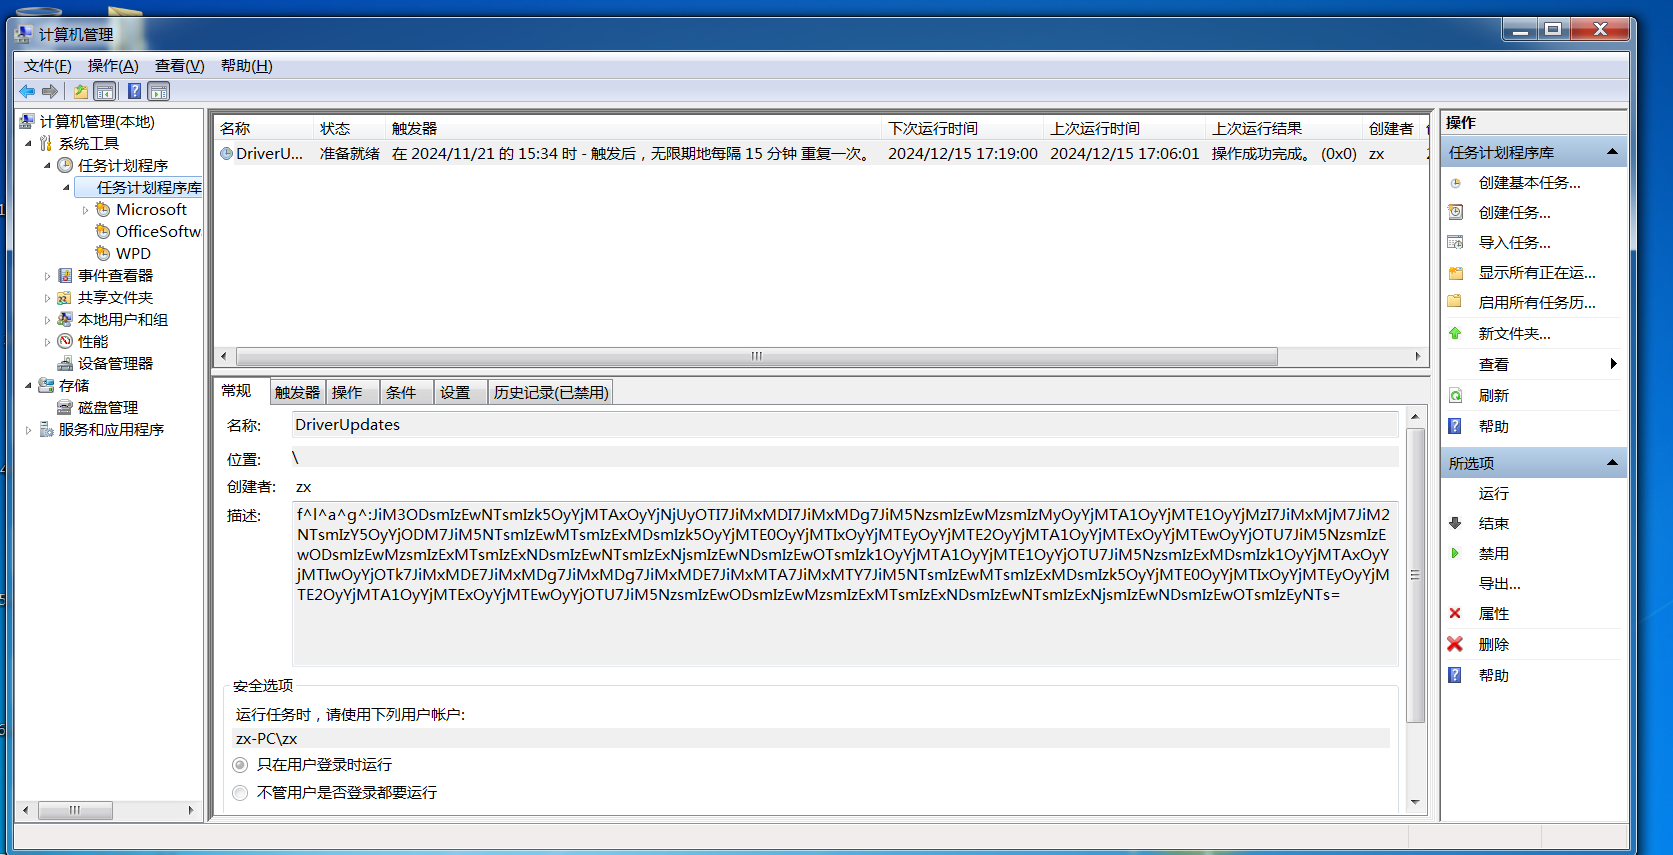 计算机管理
文件(F) 操作(A) 查看(V) 帮助(H)
计算机管理(本地)
系统工具
任务计划程序
任务计划程序库
Microsoft
OfficeSoftw
WPD
事件查看器
共享文件夹
本地用户和组
性能
设备管理器
存储
磁盘管理
服务和应用程序
名称 状态 触发器 下次运行时间 上次运行时间 上次运行结果 创建者
DriverU... 准备就绪 在 2024/11/21 的 15:34 时 - 触发后，无限期地每隔 15 分钟 重复一次。 2024/12/15 17:19:00 2024/12/15 17:06:01 操作成功完成。 (0x0) zx
常规 触发器 操作 条件 设置 历史记录(已禁用)
名称: DriverUpdates
位置: \
创建者: zx
描述: f^l^a^g^:JiM3ODsmIzEwNTsmIzk5OyYjMTAxOyYjNjUyOTI7JiMxMDI7JiMxMDg7JiM5NzsmIzEwMzsmIzMyOyYjMTA1OyYjMTE1OyYjMzI7JiMxMjM7JiM2
NTsmIzY5OyYjODM7JiM5NTsmIzEwMTsmIzExMDsmIzk5OyYjMTE0OyYjMTIxOyYjMTEyOyYjMTE2OyYjMTA1OyYjMTExOyYjMTEwOyYjOTU7JiM5NzsmIzE
wODsmIzEwMzsmIzExMTsmIzExNDsmIzEwNTsmIzExNjsmIzEwNDsmIzEwOTsmIzk1OyYjMTA1OyYjMTE1OyYjOTU7JiM5NzsmIzExMDsmIzk1OyYjMTAxOyY
jMTIwOyYjOTk7JiMxMDE7JiMxMDg7JiMxMDg7JiMxMDE7JiMxMTA7JiMxMTY7JiM5NTsmIzEwMTsmIzExMDsmIzk5OyYjMTE0OyYjMTIxOyYjMTEyOyYjM
TE2OyYjMTA1OyYjMTExOyYjMTEwOyYjOTU7JiM5NzsmIzEwODsmIzEwMzsmIzExMTsmIzExNDsmIzEwNTsmIzExNjsmIzEwNDsmIzEwOTsmIzEyNTs=
安全选项
运行任务时，请使用下列用户帐户:
zx-PC\zx
只在用户登录时运行
不管用户是否登录都要运行
操作
任务计划程序库
创建基本任务...
创建任务...
导入任务...
显示所有正在运...
启用所有任务历...
新文件夹...
查看
刷新
帮助
所选项
运行
结束
禁用
导出...
属性
删除
帮助